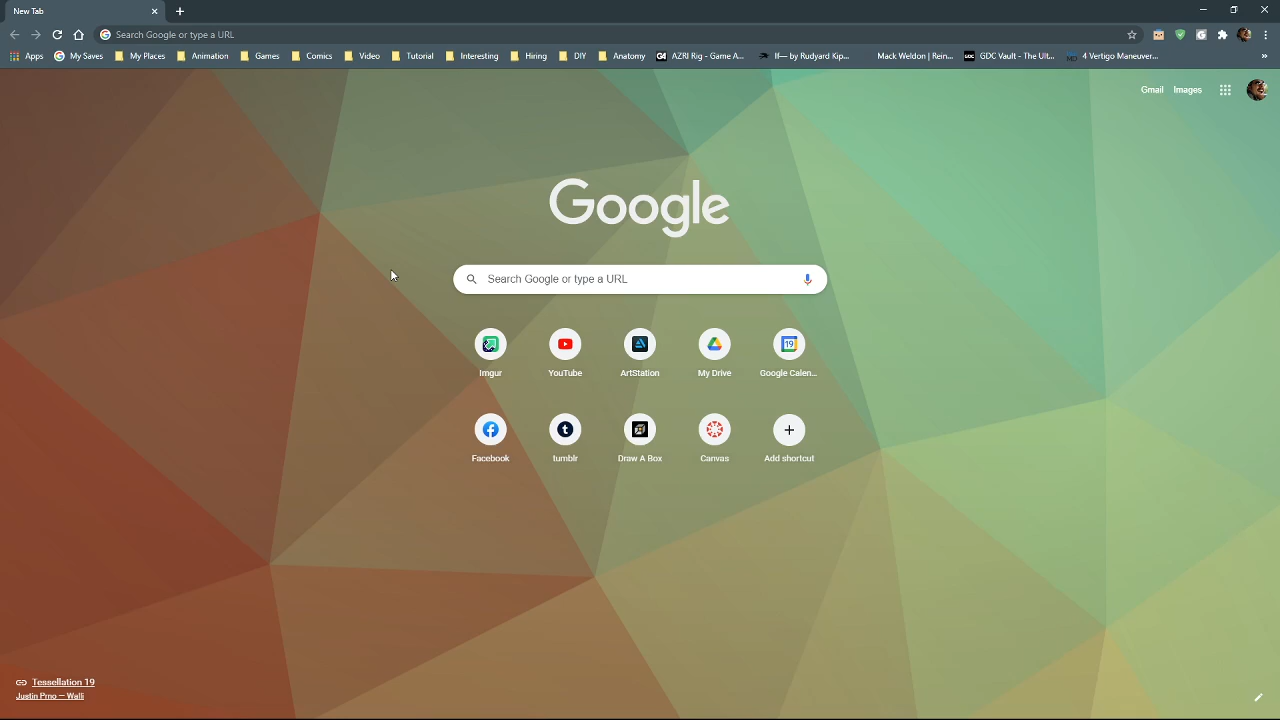 New Tab
Search Google or type a URL
Apps My Saves My Places Animation Games Comics Video Tutorial Interesting Hiring DIY Anatomy AZRI Rig - Game A... If— by Rudyard Kip... Mack Weldon | Rein... GDC Vault - The Ult... 4 Vertigo Maneuver... »
Gmail Images
Google
Search Google or type a URL
Imgur YouTube ArtStation My Drive Google Calen...
Facebook tumblr Draw A Box Canvas Add shortcut
Tessellation 19
Justin Prno — Walli